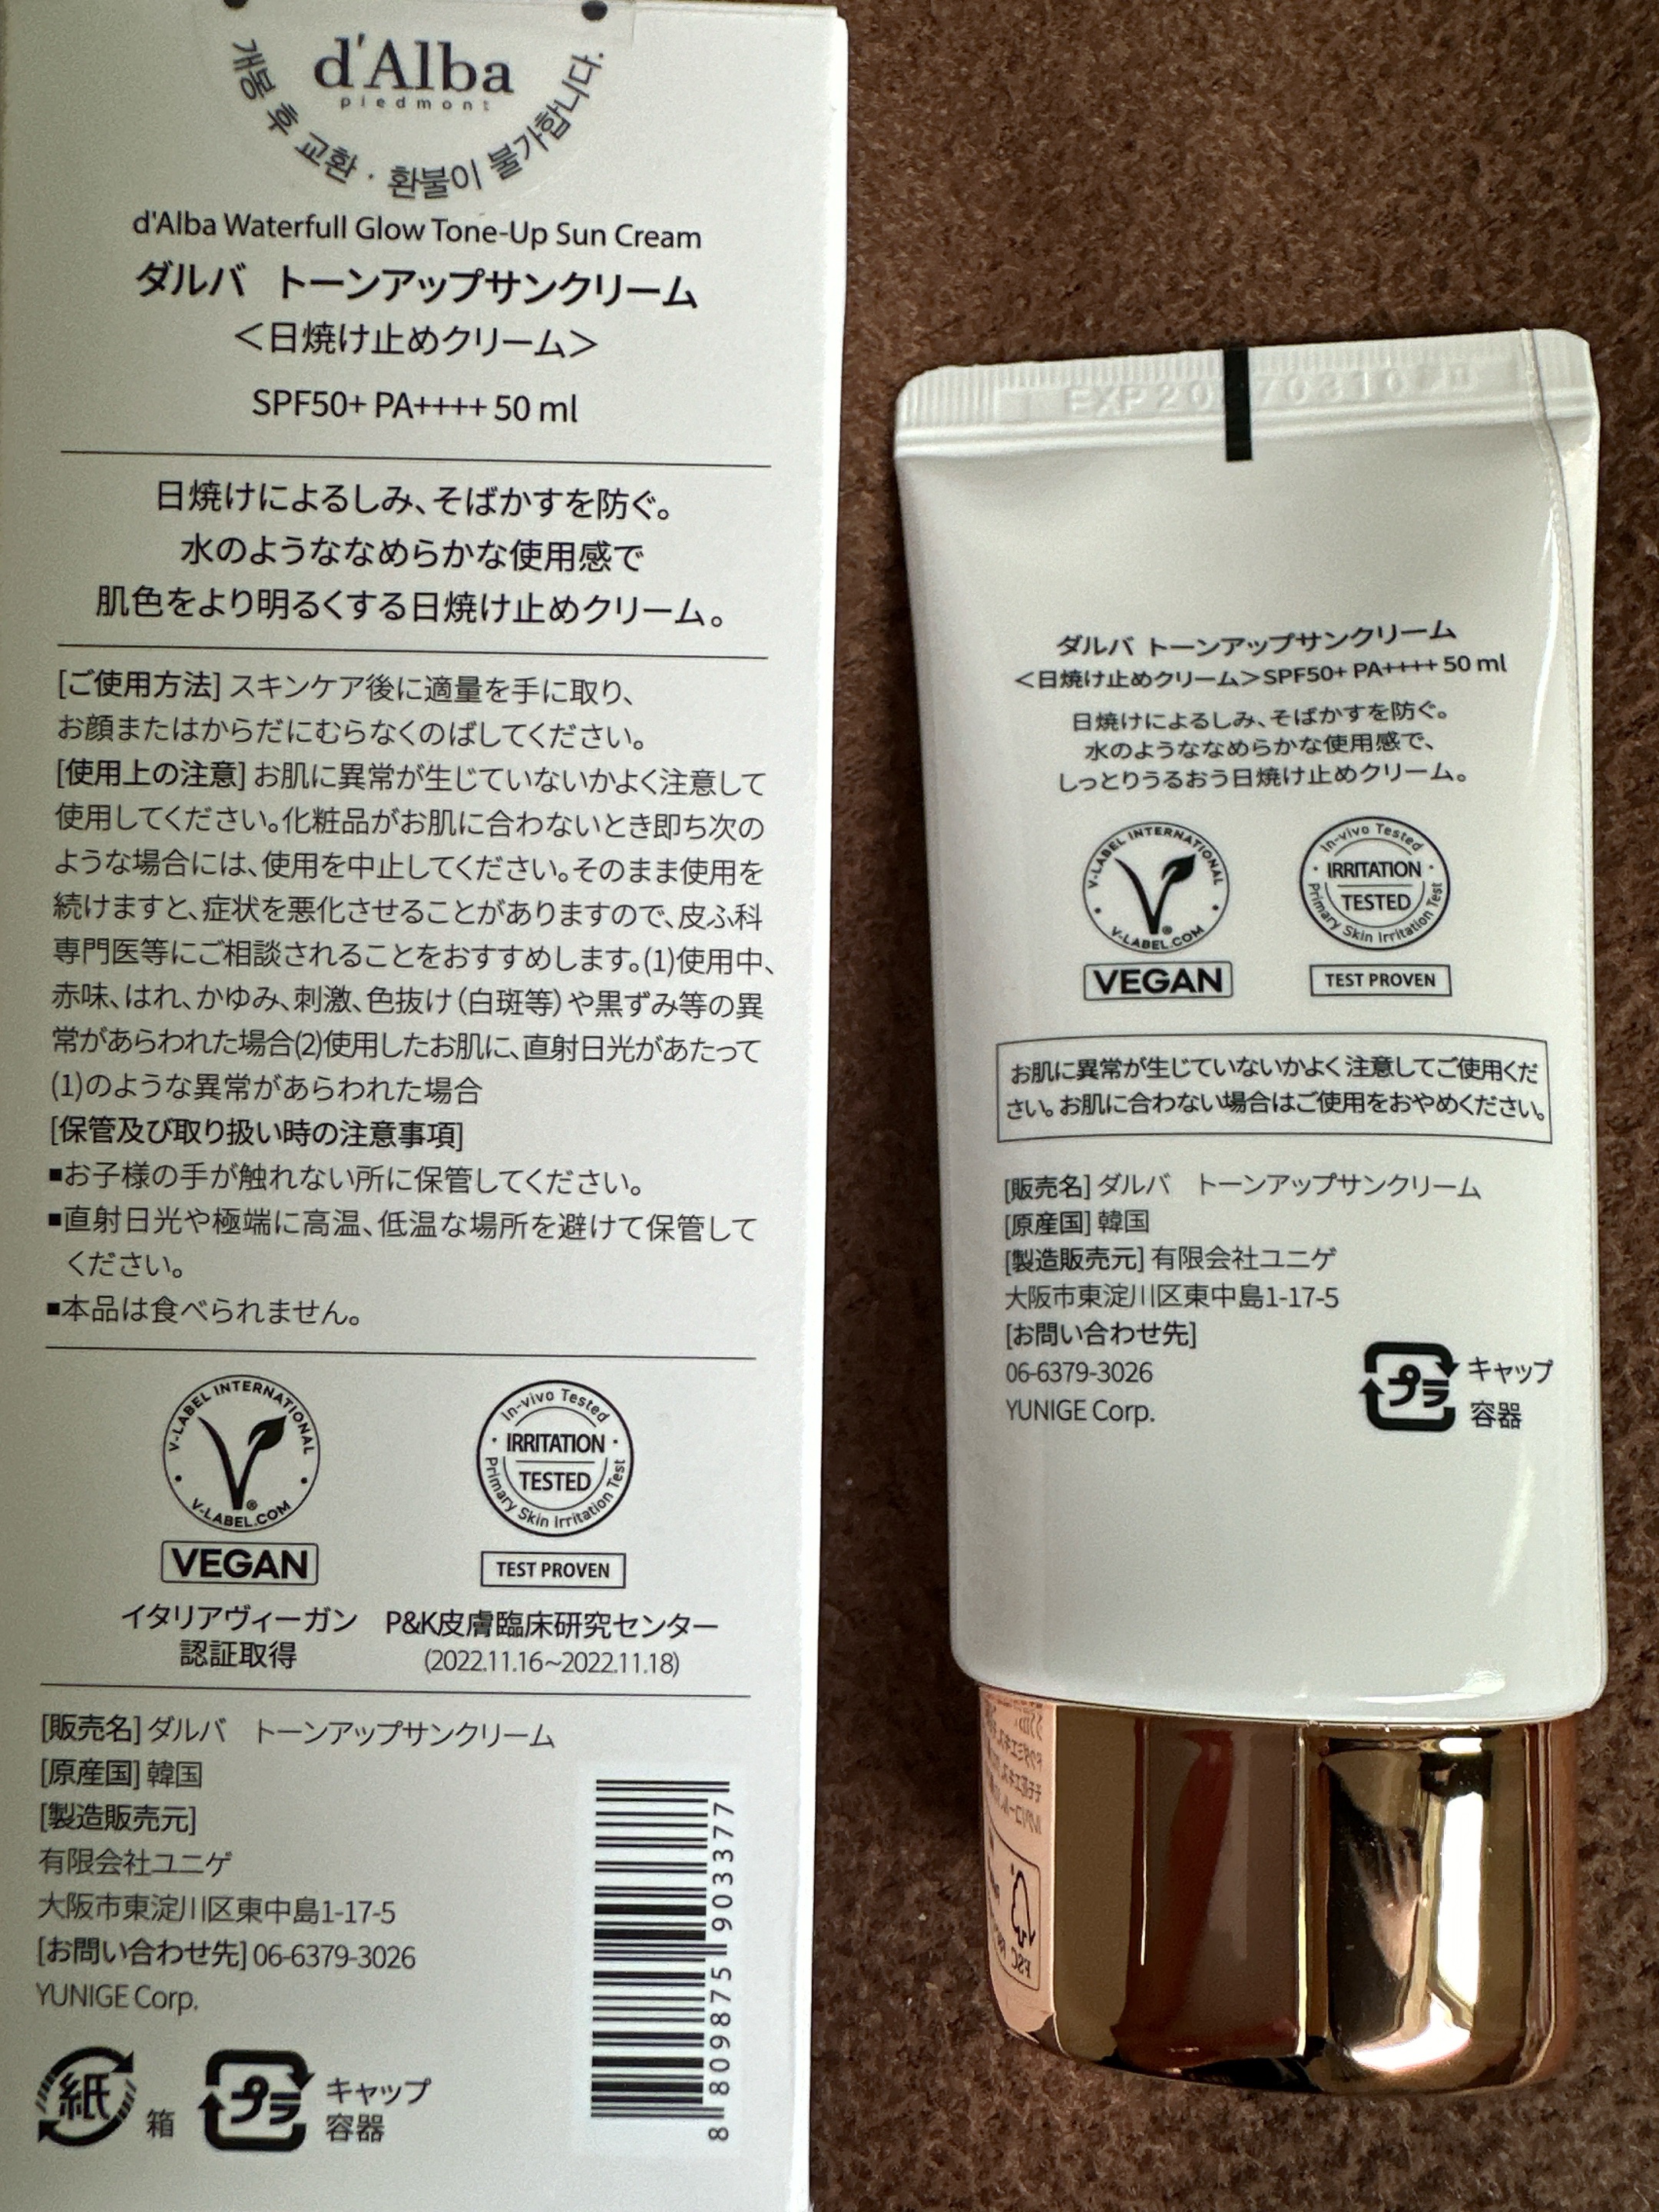 d'Alba
piedmont
개봉 후 교환 · 환불이 불가합니다.
d'Alba Waterfull Glow Tone-Up Sun Cream
ダルバ トーンアップサンクリーム
＜日焼け止めクリーム＞
SPF50+ PA++++ 50 ml
日焼けによるしみ、そばかすを防ぐ。
水のようななめらかな使用感で
肌色をより明るくする日焼け止めクリーム。
[ご使用方法] スキンケア後に適量を手に取り、
お顔またはからだにむらなくのばしてください。
[使用上の注意] お肌に異常が生じていないかよく注意して
使用してください。化粧品がお肌に合わないとき即ち次の
ような場合には、使用を中止してください。そのまま使用を
続けますと、症状を悪化させることがありますので、皮ふ科
専門医等にご相談されることをおすすめします。(1)使用中、
赤味、はれ、かゆみ、刺激、色抜け（白斑等）や黒ずみ等の異
常があらわれた場合(2)使用したお肌に、直射日光があたって
(1)のような異常があらわれた場合
[保管及び取り扱い時の注意事項]
■お子様の手が触れない所に保管してください。
■直射日光や極端に高温、低温な場所を避けて保管して
ください。
■本品は食べられません。
V-LABEL INTERNATIONAL
® V-LABEL.COM
VEGAN
イタリアヴィーガン
認証取得
In-vivo Tested
IRRITATION
TESTED
Primary Skin Irritation Test
TEST PROVEN
P&K皮膚臨床研究センター
(2022.11.16~2022.11.18)
[販売名] ダルバ トーンアップサンクリーム
[原産国] 韓国
[製造販売元]
有限会社ユニゲ
大阪市東淀川区東中島1-17-5
[お問い合わせ先] 06-6379-3026
YUNIGE Corp.
紙 箱
プラ キャップ
容器
8 809875 903377
ダルバ トーンアップサンクリーム
＜日焼け止めクリーム＞SPF50+ PA++++ 50 ml
日焼けによるしみ、そばかすを防ぐ。
水のようななめらかな使用感で、
しっとりうるおう日焼け止めクリーム。
V-LABEL INTERNATIONAL
® V-LABEL.COM
VEGAN
In-vivo Tested
IRRITATION
TESTED
Primary Skin Irritation Test
TEST PROVEN
お肌に異常が生じていないかよく注意してご使用くだ
さい。お肌に合わない場合はご使用をおやめください。
[販売名] ダルバ トーンアップサンクリーム
[原産国] 韓国
[製造販売元] 有限会社ユニゲ
大阪市東淀川区東中島1-17-5
[お問い合わせ先]
06-6379-3026
YUNIGE Corp.
プラ キャップ
容器
EXP